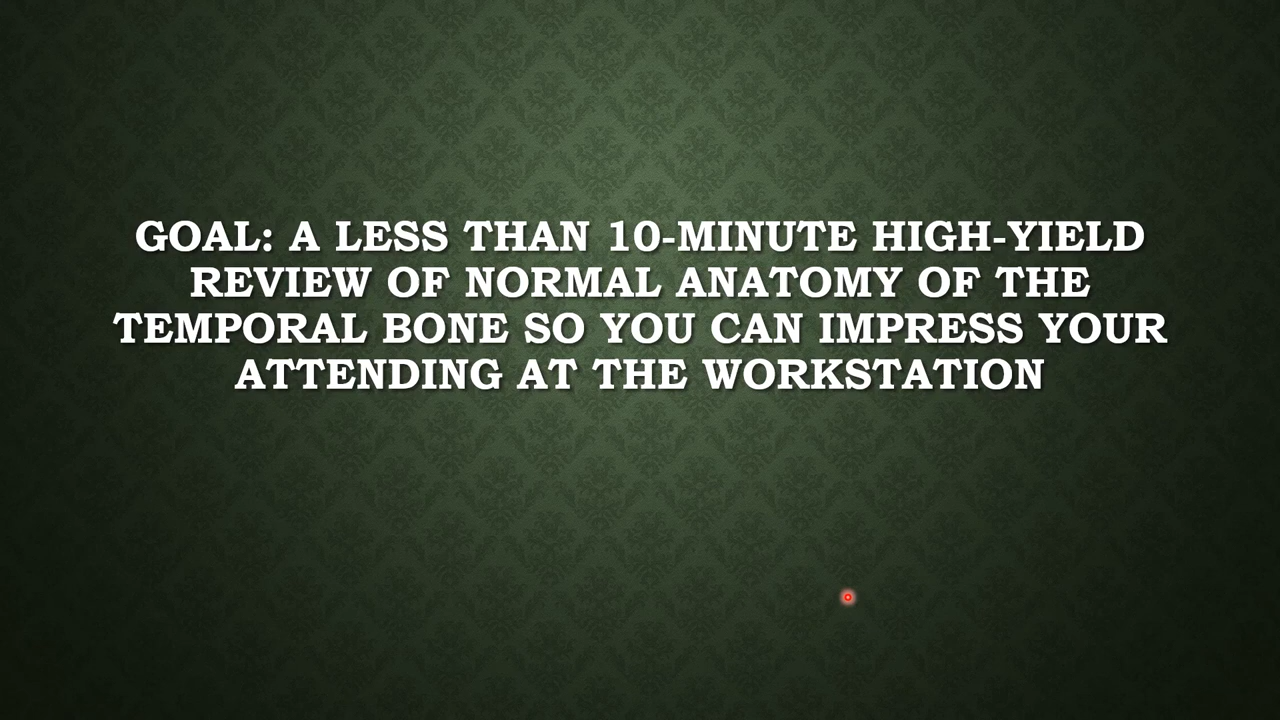 GOAL: A LESS THAN 10-MINUTE HIGH-YIELD
REVIEW OF NORMAL ANATOMY OF THE
TEMPORAL BONE SO YOU CAN IMPRESS YOUR
ATTENDING AT THE WORKSTATION